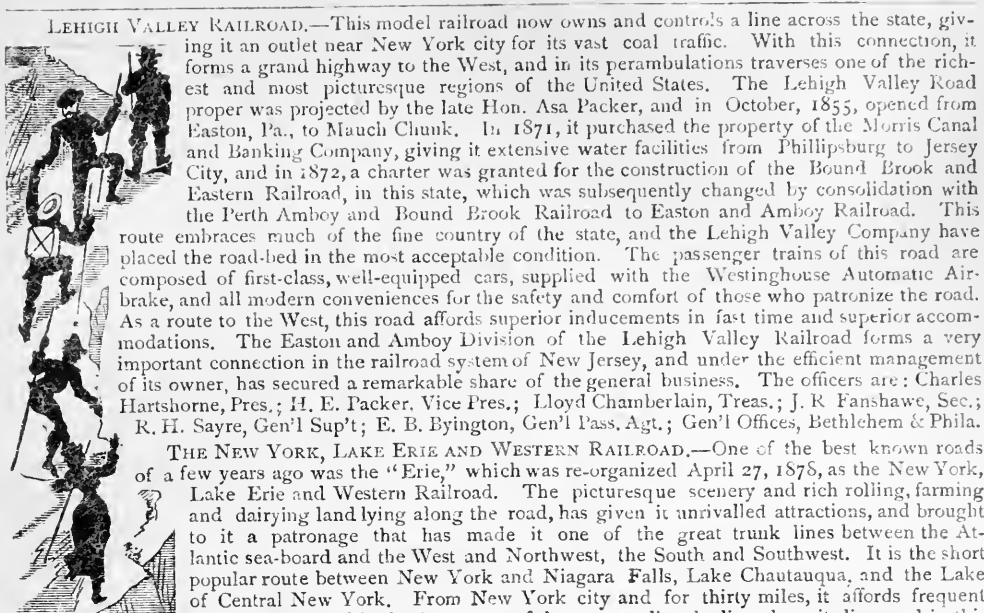 LEHIGH VALLEY RAILROAD.—This model railroad now owns and controls a line across the state, giv-
ing it an outlet near New York city for its vast coal traffic. With this connection, it
forms a grand highway to the West, and in its perambulations traverses one of the rich-
est and most picturesque regions of the United States. The Lehigh Valley Road
proper was projected by the late Hon. Asa Packer, and in October, 1855, opened from
Easton, Pa., to Mauch Chunk. In 1871, it purchased the property of the Morris Canal
and Banking Company, giving it extensive water facilities from Phillipsburg to Jersey
City, and in 1872, a charter was granted for the construction of the Bound Brook and
Eastern Railroad, in this state, which was subsequently changed by consolidation with
the Perth Amboy and Bound Brook Railroad to Easton and Amboy Railroad. This
route embraces much of the fine country of the state, and the Lehigh Valley Company have
placed the road-bed in the most acceptable condition. The passenger trains of this road are
composed of first-class, well-equipped cars, supplied with the Westinghouse Automatic Air-
brake, and all modern conveniences for the safety and comfort of those who patronize the road.
As a route to the West, this road affords superior inducements in fast time and superior accom-
modations. The Easton and Amboy Division of the Lehigh Valley Railroad forms a very
important connection in the railroad system of New Jersey, and under the efficient management
of its owner, has secured a remarkable share of the general business. The officers are: Charles
Hartshorne, Pres.; H. E. Packer, Vice Pres.; Lloyd Chamberlain, Treas.; J. R Fanshawe, Sec.;
R. H. Sayre, Gen'l Sup't; E. B. Byington, Gen'l Pass. Agt.; Gen'l Offices, Bethlehem & Phila.
THE NEW YORK, LAKE ERIE AND WESTERN RAILROAD.—One of the best known roads
of a few years ago was the "Erie," which was re-organized April 27, 1878, as the New York,
Lake Erie and Western Railroad. The picturesque scenery and rich rolling, farming
and dairying land lying along the road, has given it unrivalled attractions, and brought
to it a patronage that has made it one of the great trunk lines between the At-
lantic sea-board and the West and Northwest, the South and Southwest. It is the short
popular route between New York and Niagara Falls, Lake Chautauqua, and the Lake
of Central New York. From New York city and for thirty miles, it affords frequent